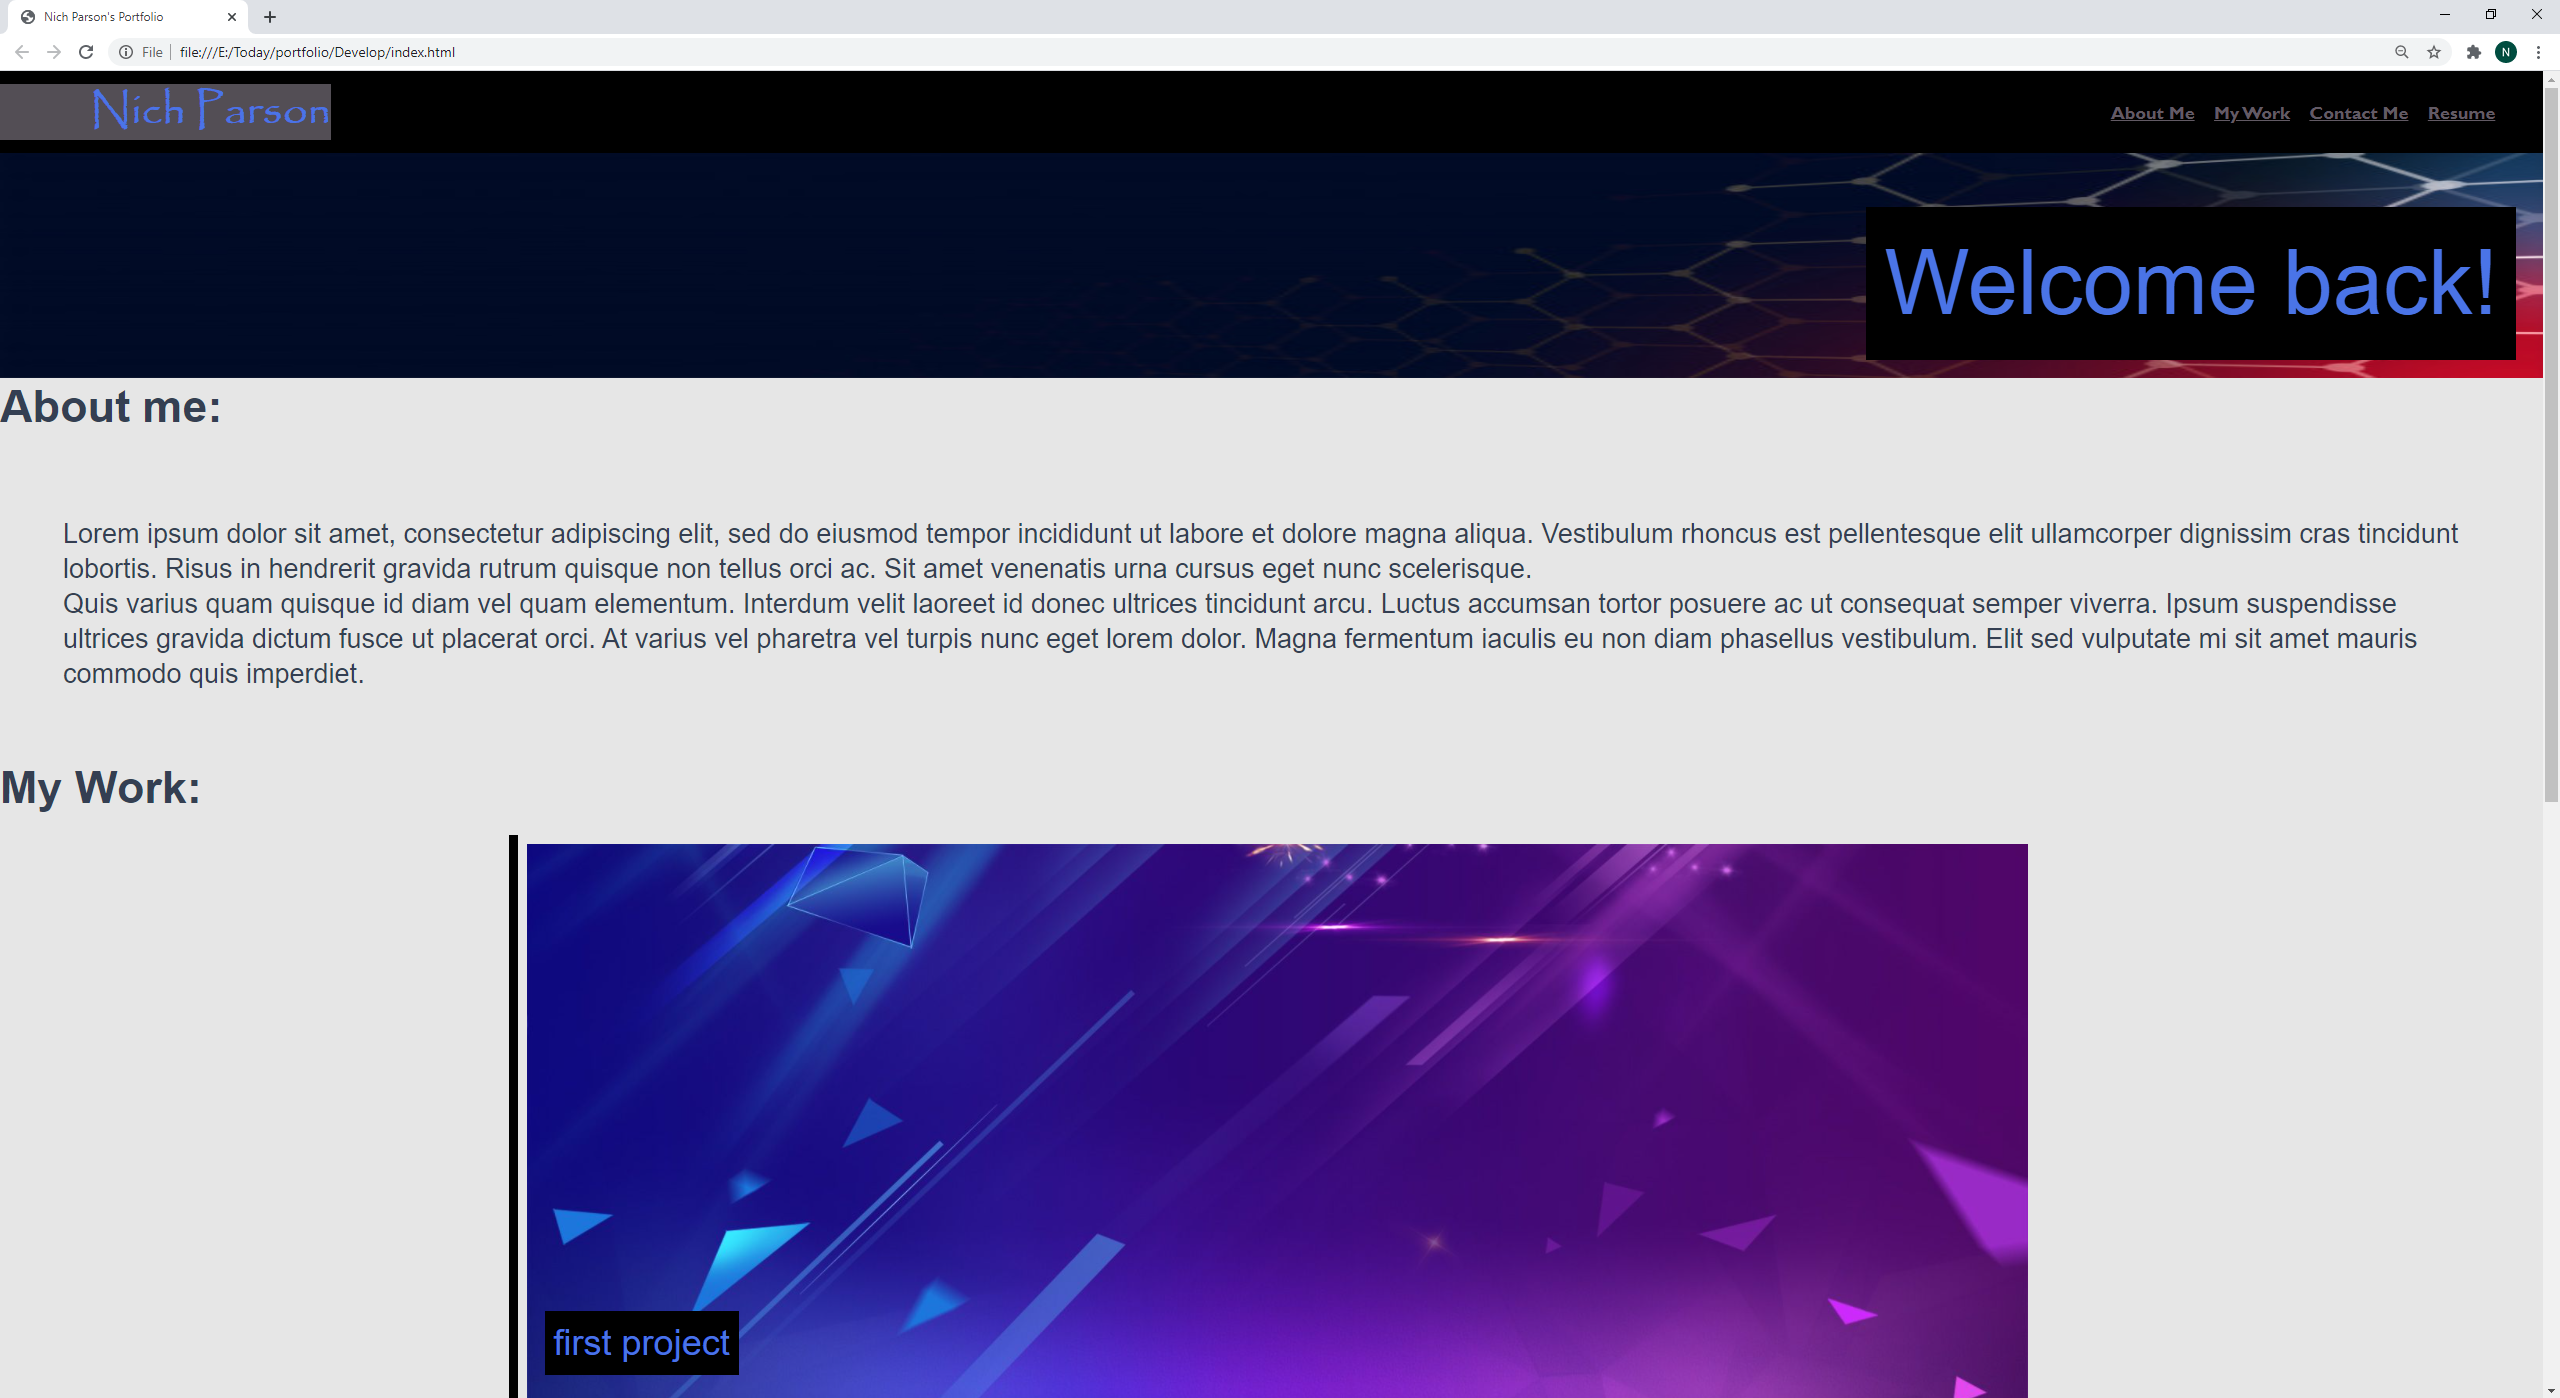 Nich Parson's Portfolio
File
file:///E:/Today/portfolio/Develop/index.html
N
Nich Parson
About Me My Work Contact Me Resume
Welcome back!
About me:
Lorem ipsum dolor sit amet, consectetur adipiscing elit, sed do eiusmod tempor incididunt ut labore et dolore magna aliqua. Vestibulum rhoncus est pellentesque elit ullamcorper dignissim cras tincidunt
lobortis. Risus in hendrerit gravida rutrum quisque non tellus orci ac. Sit amet venenatis urna cursus eget nunc scelerisque.
Quis varius quam quisque id diam vel quam elementum. Interdum velit laoreet id donec ultrices tincidunt arcu. Luctus accumsan tortor posuere ac ut consequat semper viverra. Ipsum suspendisse
ultrices gravida dictum fusce ut placerat orci. At varius vel pharetra vel turpis nunc eget lorem dolor. Magna fermentum iaculis eu non diam phasellus vestibulum. Elit sed vulputate mi sit amet mauris
commodo quis imperdiet.
My Work:
first project